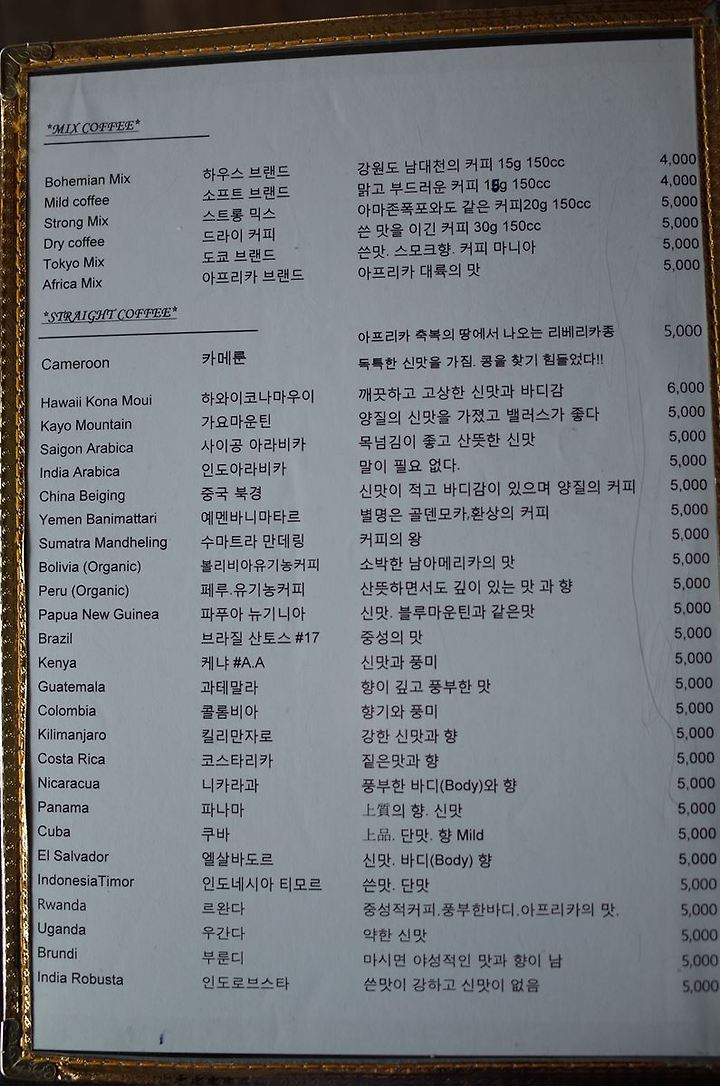 *MIX COFFEE*
Bohemian Mix 하우스 브랜드 강원도 남대천의 커피 15g 150cc 4,000
Mild coffee 소프트 브랜드 맑고 부드러운 커피 15g 150cc 4,000
Strong Mix 스트롱 믹스 아마존폭포와도 같은 커피20g 150cc 5,000
Dry coffee 드라이 커피 쓴 맛을 이긴 커피 30g 150cc 5,000
Tokyo Mix 도쿄 브랜드 쓴맛. 스모크향. 커피 마니아 5,000
Africa Mix 아프리카 브랜드 아프리카 대륙의 맛 5,000
*STRAIGHT COFFEE*
아프리카 축복의 땅에서 나오는 리베리카종 5,000
Cameroon 카메룬 독특한 신맛을 가짐. 콩을 찾기 힘들었다!!
Hawaii Kona Moui 하와이코나마우이 깨끗하고 고상한 신맛과 바디감 6,000
Kayo Mountain 가요마운틴 양질의 신맛을 가졌고 밸러스가 좋다 5,000
Saigon Arabica 사이공 아라비카 목넘김이 좋고 산뜻한 신맛 5,000
India Arabica 인도아라비카 말이 필요 없다. 5,000
China Beiging 중국 북경 신맛이 적고 바디감이 있으며 양질의 커피 5,000
Yemen Banimattari 예멘바니마타르 별명은 골덴모카,환상의 커피 5,000
Sumatra Mandheling 수마트라 만데링 커피의 왕 5,000
Bolivia (Organic) 볼리비아유기농커피 소박한 남아메리카의 맛 5,000
Peru (Organic) 페루.유기농커피 산뜻하면서도 깊이 있는 맛 과 향 5,000
Papua New Guinea 파푸아 뉴기니아 신맛. 블루마운틴과 같은맛 5,000
Brazil 브라질 산토스 #17 중성의 맛 5,000
Kenya 케냐 #A.A 신맛과 풍미 5,000
Guatemala 과테말라 향이 깊고 풍부한 맛 5,000
Colombia 콜롬비아 향기와 풍미 5,000
Kilimanjaro 킬리만자로 강한 신맛과 향 5,000
Costa Rica 코스타리카 짙은맛과 향 5,000
Nicaracua 니카라과 풍부한 바디(Body)와 향 5,000
Panama 파나마 上質의 향. 신맛 5,000
Cuba 쿠바 上品. 단맛. 향 Mild 5,000
El Salvador 엘살바도르 신맛. 바디(Body) 향 5,000
IndonesiaTimor 인도네시아 티모르 쓴맛. 단맛 5,000
Rwanda 르완다 중성적커피.풍부한바디.아프리카의 맛. 5,000
Uganda 우간다 약한 신맛 5,000
Brundi 부룬디 마시면 야성적인 맛과 향이 남 5,000
India Robusta 인도로브스타 쓴맛이 강하고 신맛이 없음 5,000